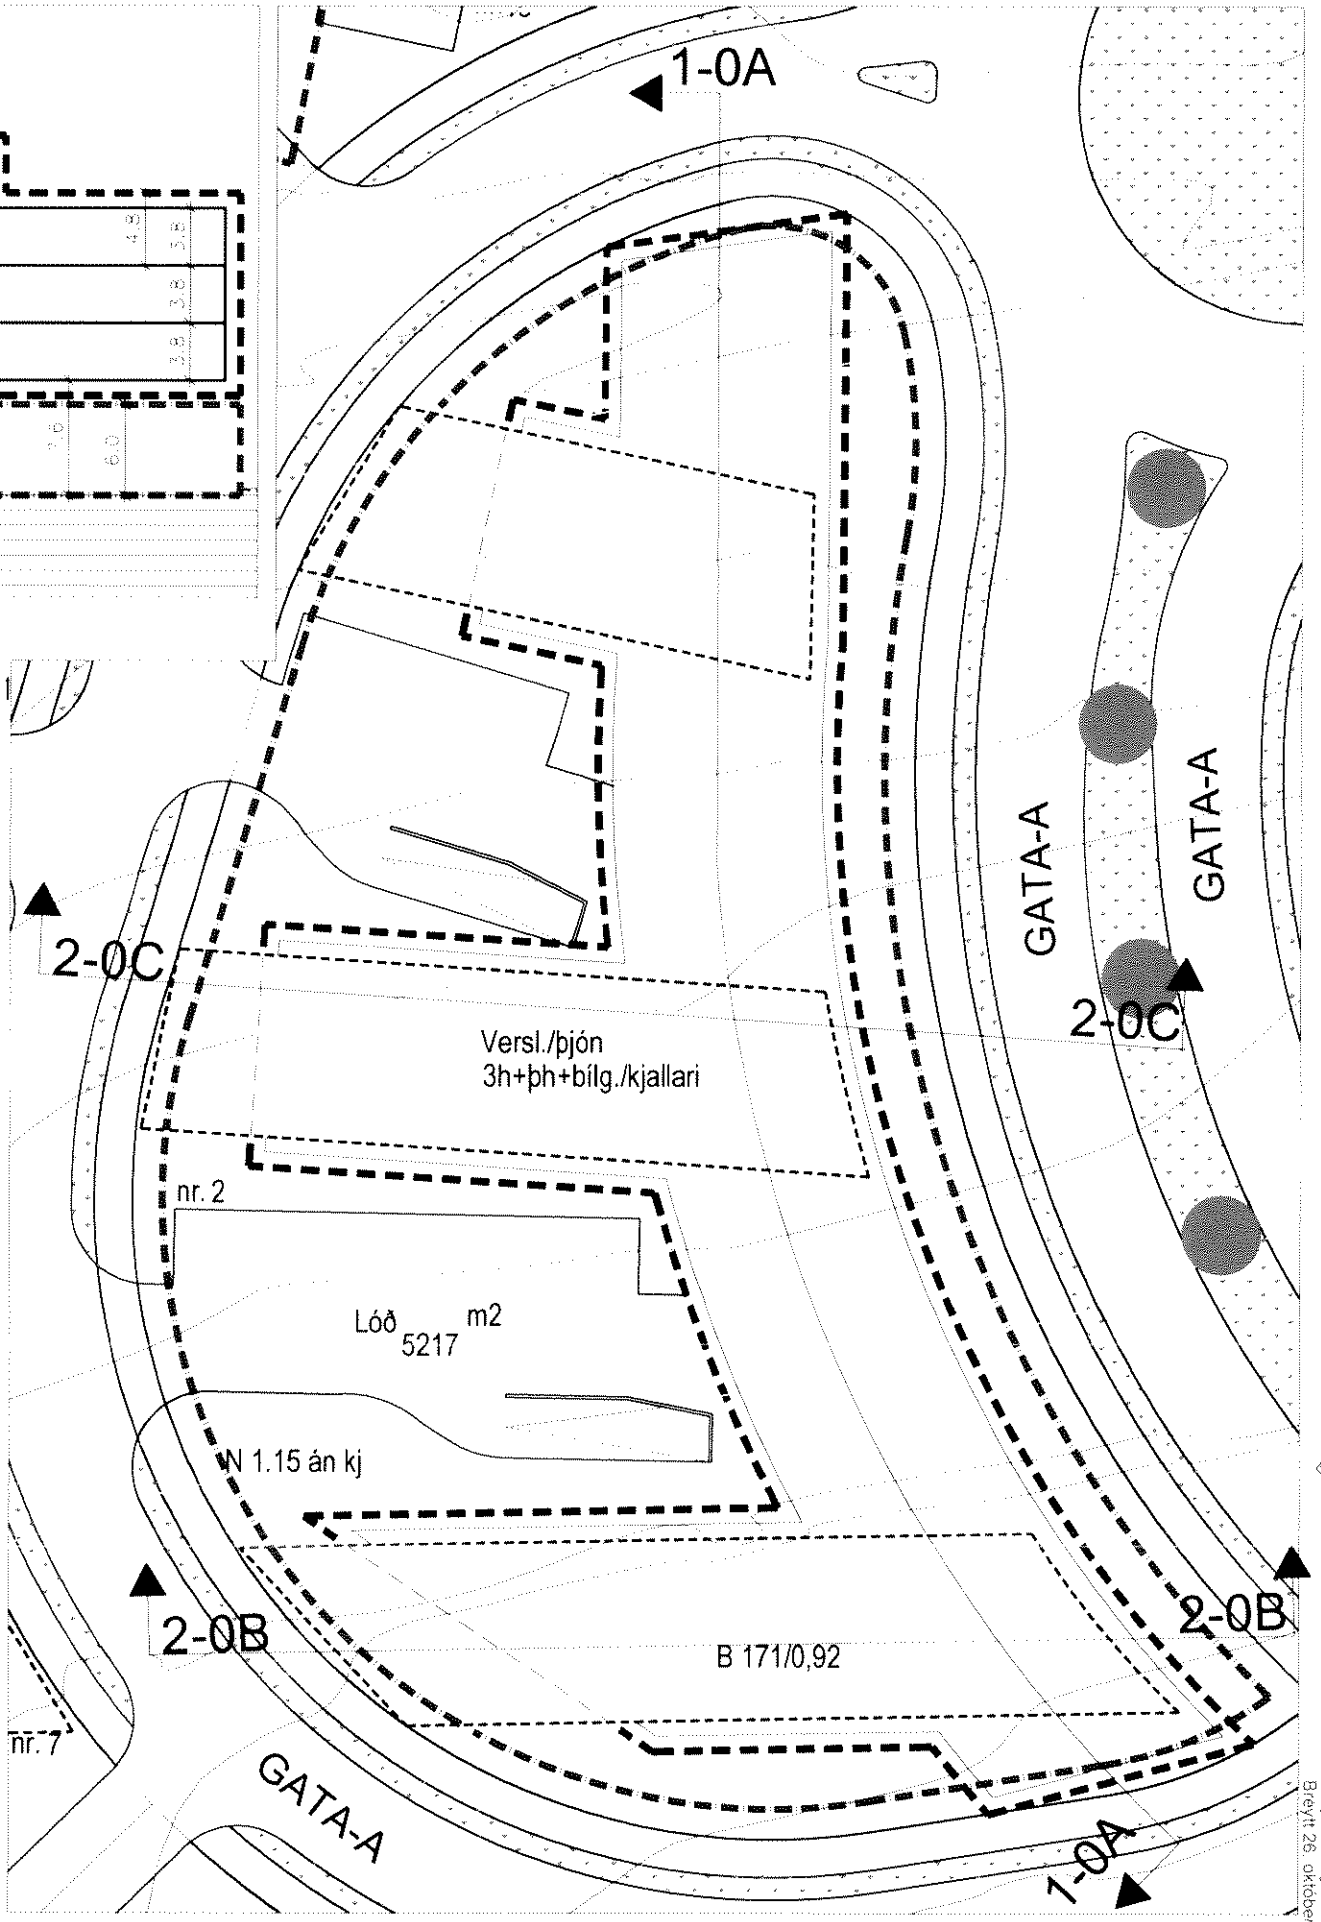 1-0A
4.8
3.8
3.8
3.8
7.6
6.0
GATA-A
GATA-A
2-0C
2-0C
Versl./þjón
3h+þh+bílg./kjallari
nr. 2
Lóð 5217 m2
N 1.15 án kj
2-0B
2-0B
B 171/0,92
nr. 7
GATA-A
1-0A
Breytt 26. október